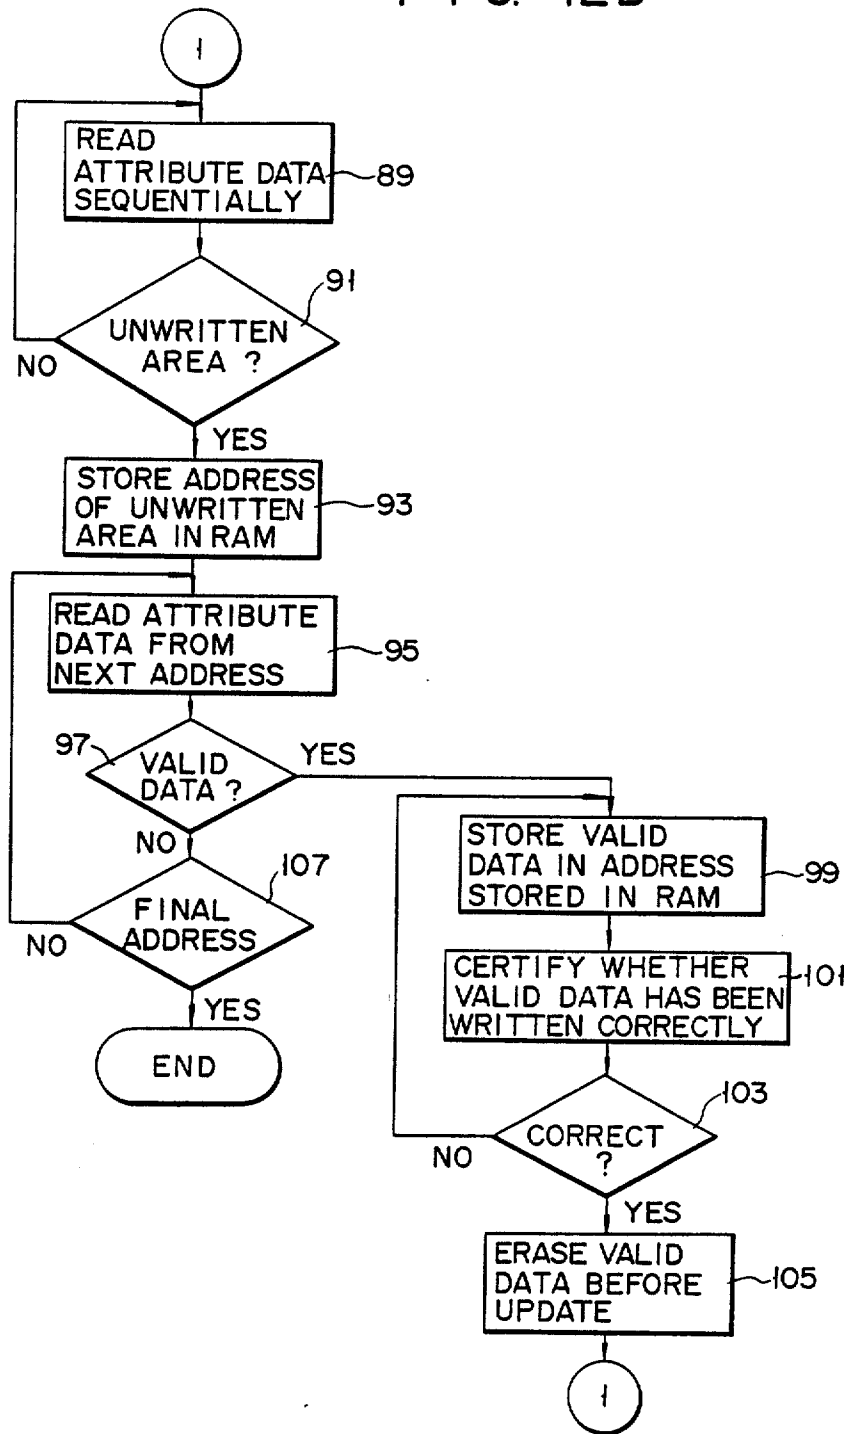 1
READ
ATTRIBUTE DATA
SEQUENTIALLY
89
91
UNWRITTEN
AREA ?
NO
YES
STORE ADDRESS
OF UNWRITTEN
AREA IN RAM
93
READ ATTRIBUTE
DATA FROM
NEXT ADDRESS
95
97
VALID
DATA ?
YES
NO
107
FINAL
ADDRESS
NO
YES
END
STORE VALID
DATA IN ADDRESS
STORED IN RAM
99
CERTIFY WHETHER
VALID DATA HAS BEEN
WRITTEN CORRECTLY
101
103
CORRECT
?
NO
YES
ERASE VALID
DATA BEFORE
UPDATE
105
1